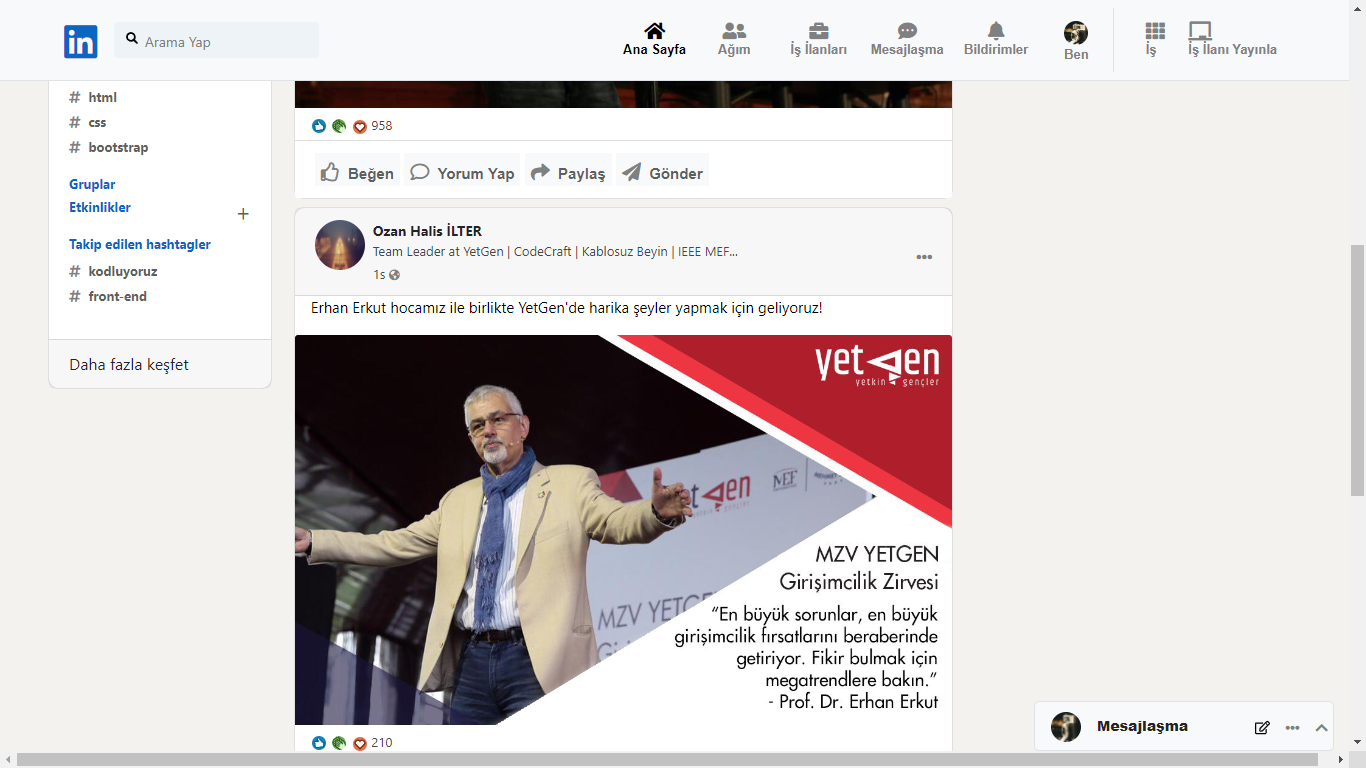 in
Arama Yap
Ana Sayfa
Ağım
İş İlanları
Mesajlaşma
Bildirimler
Ben
İş
İş İlanı Yayınla
# html
# css
# bootstrap
Gruplar
Etkinlikler
+
Takip edilen hashtagler
# kodluyoruz
# front-end
Daha fazla keşfet
958
Beğen
Yorum Yap
Paylaş
Gönder
Ozan Halis İLTER
Team Leader at YetGen | CodeCraft | Kablosuz Beyin | IEEE MEF...
1s
Erhan Erkut hocamız ile birlikte YetGen'de harika şeyler yapmak için geliyoruz!
yetgen
yetkin gençler
MEF
MZV YETGEN
MZV YETGEN
Girişimcilik Zirvesi
“En büyük sorunlar, en büyük
girişimcilik fırsatlarını beraberinde
getiriyor. Fikir bulmak için
megatrendlere bakın.”
- Prof. Dr. Erhan Erkut
210
Mesajlaşma